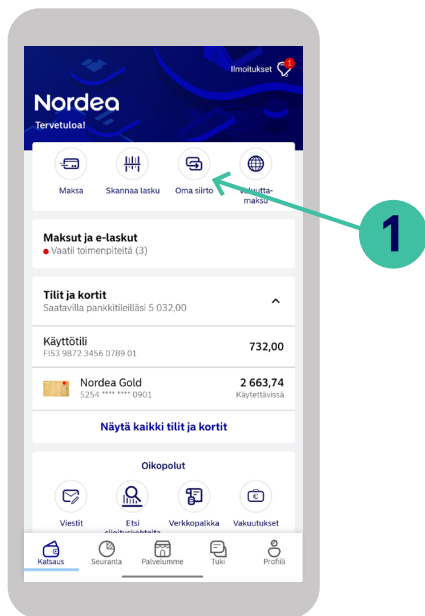 Ilmoitukset 1
Nordea
Tervetuloa!
Maksa Skannaa lasku Oma siirto Valuutta-
maksu
1
Maksut ja e-laskut
Vaatii toimenpiteitä (3)
Tilit ja kortit
Saatavilla pankkitileilläsi 5 032,00
Käyttötili 732,00
FI53 9872 3456 0789 01
Nordea Gold 2 663,74
5254 **** **** 0901 Käytettävissä
Näytä kaikki tilit ja kortit
Oikopolut
Viestit Etsi Verkkopalkka Vakuutukset
sijoituskohteita
Katsaus Seuranta Palvelumme Tuki Profiili